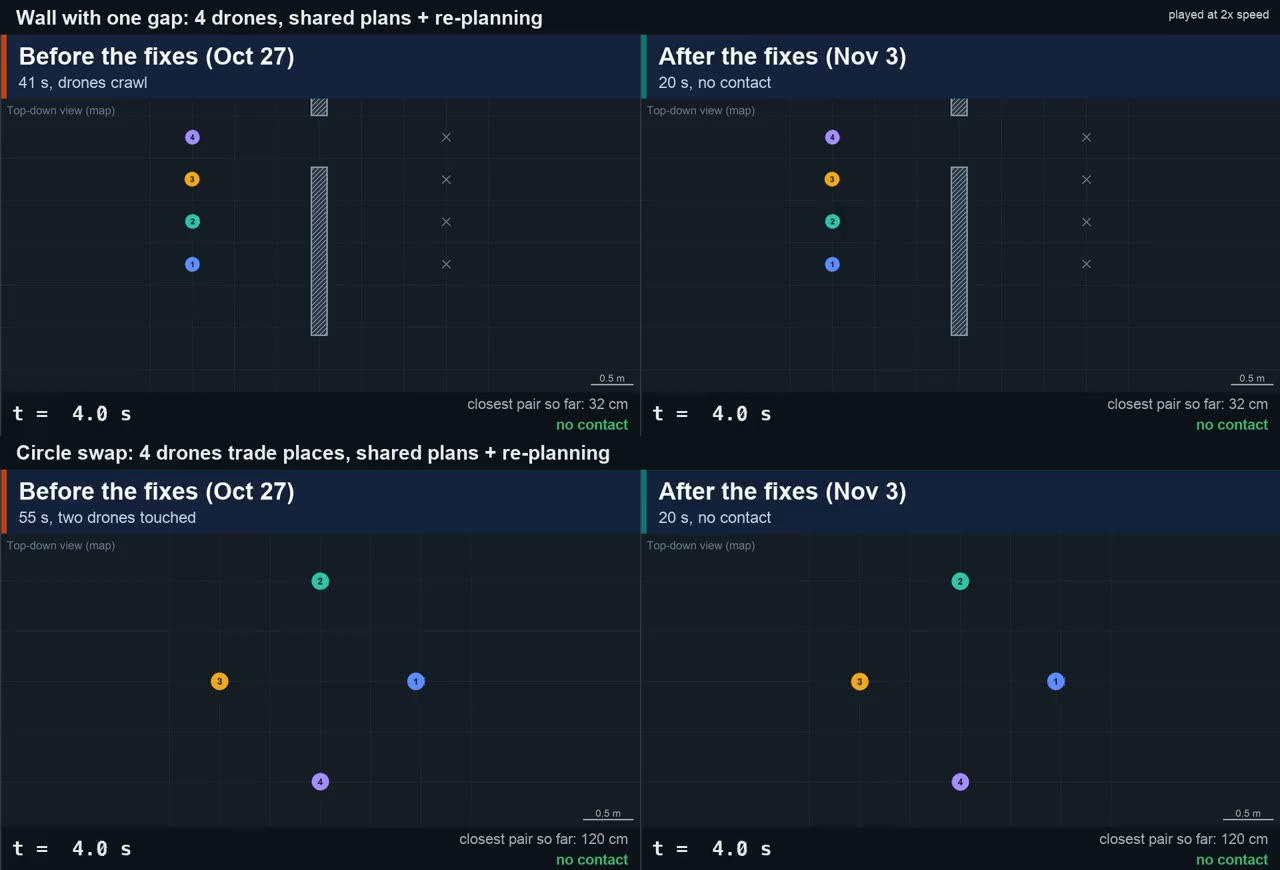 Wall with one gap: 4 drones, shared plans + re-planning
played at 2x speed
Before the fixes (Oct 27)
41 s, drones crawl
Top-down view (map)
4
3
2
1
0.5 m
t = 4.0 s
closest pair so far: 32 cm
no contact
After the fixes (Nov 3)
20 s, no contact
Top-down view (map)
4
3
2
1
0.5 m
t = 4.0 s
closest pair so far: 32 cm
no contact
Circle swap: 4 drones trade places, shared plans + re-planning
Before the fixes (Oct 27)
55 s, two drones touched
Top-down view (map)
2
3
1
4
0.5 m
t = 4.0 s
closest pair so far: 120 cm
no contact
After the fixes (Nov 3)
20 s, no contact
Top-down view (map)
2
3
1
4
0.5 m
t = 4.0 s
closest pair so far: 120 cm
no contact